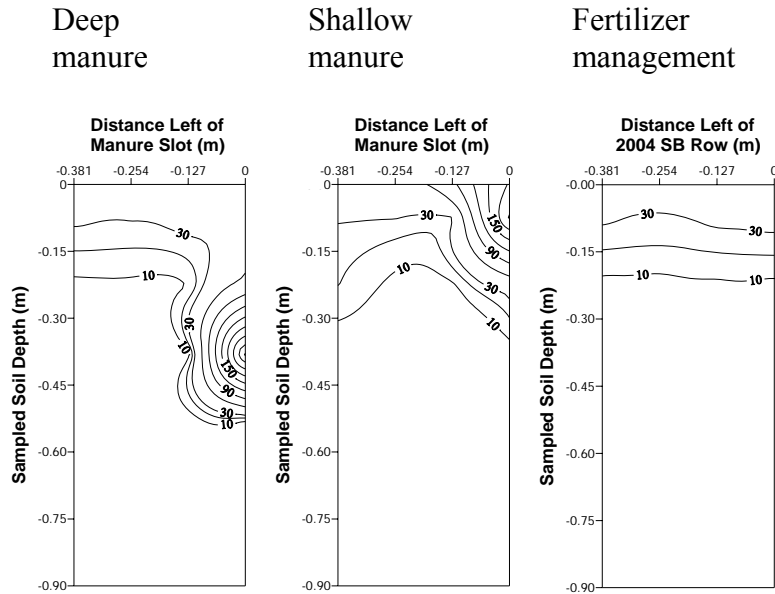 Deep
manure
Shallow
manure
Fertilizer
management
Distance Left of
Manure Slot (m)
-0.381 -0.254 -0.127 0
Sampled Soil Depth (m)
0
-0.15
-0.30
-0.45
-0.60
-0.75
-0.90
30
10
30
10
150
90
30
10
Distance Left of
Manure Slot (m)
-0.381 -0.254 -0.127 0
Sampled Soil Depth (m)
0
-0.15
-0.30
-0.45
-0.60
-0.75
-0.90
30
150
90
10
30
10
Distance Left of
2004 SB Row (m)
-0.381 -0.254 -0.127 0
Sampled Soil Depth (m)
-0.00
-0.15
-0.30
-0.45
-0.60
-0.75
-0.90
30
30
10
10